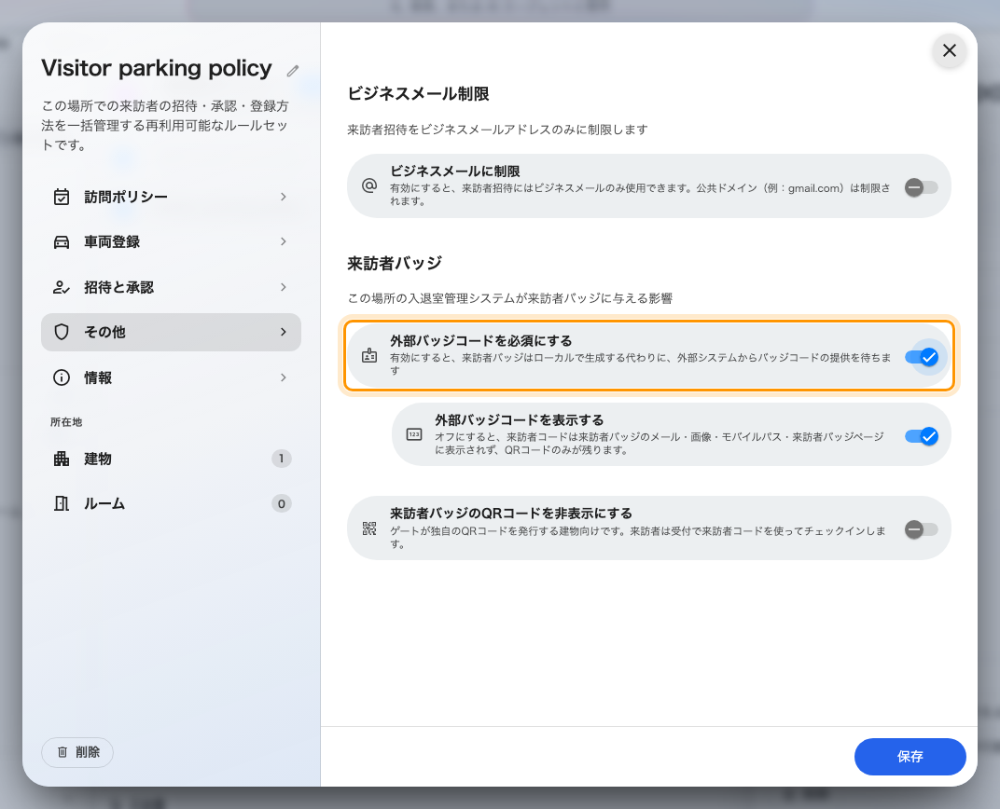 Visitor parking policy
この場所での来訪者の招待・承認・登録方
法を一括管理する再利用可能なルールセッ
トです。
訪問ポリシー
車両登録
招待と承認
その他
情報
所在地
建物 1
ルーム 0
削除
ビジネスメール制限
来訪者招待をビジネスメールアドレスのみに制限します
ビジネスメールに制限
有効にすると、来訪者招待にはビジネスメールのみ使用できます。公共ドメイン（例：gmail.com）は制限さ
れます。
来訪者バッジ
この場所の入退室管理システムが来訪者バッジに与える影響
外部バッジコードを必須にする
有効にすると、来訪者バッジはローカルで生成する代わりに、外部システムからバッジコードの提供を待ちま
す
123
外部バッジコードを表示する
オフにすると、来訪者コードは来訪者バッジのメール・画像・モバイルパス・来訪者バッジページ
に表示されず、QRコードのみが残ります。
来訪者バッジのQRコードを非表示にする
ゲートが独自のQRコードを発行する建物向けです。来訪者は受付で来訪者コードを使ってチェックインしま
す。
保存